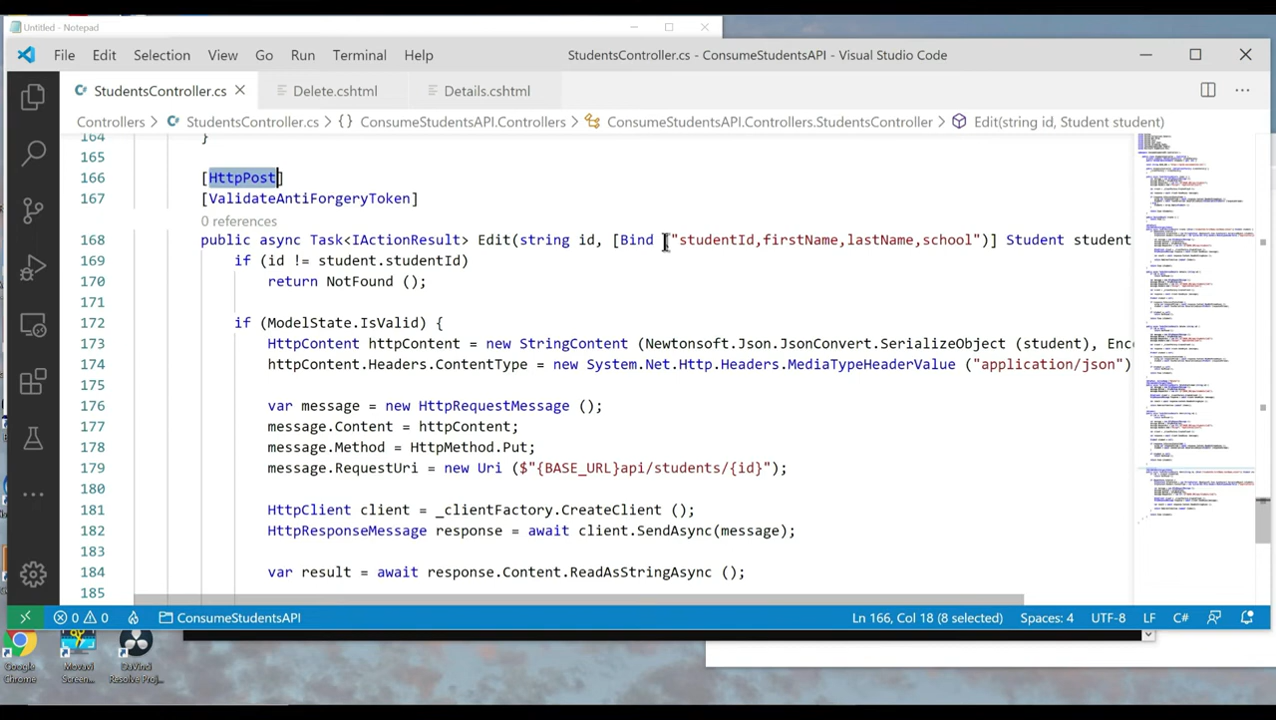 Untitled - Notepad
File Edit Selection View Go Run Terminal Help
StudentsController.cs - ConsumeStudentsAPI - Visual Studio Code
StudentsController.cs
Delete.cshtml
Details.cshtml
Controllers > StudentsController.cs > {} ConsumeStudentsAPI.Controllers > ConsumeStudentsAPI.Controllers.StudentsController > Edit(string id, Student student)
164 }
165
166 [HttpPost]
167 [ValidateAntiForgeryToken]
0 references
168 public async Task<IActionResult> Edit(string id, [Bind ("studentId,FirstName,LastName,School")] Student student
169 if (id != student.StudentId)
170 return NotFound();
171
172 if (ModelState.IsValid) {
173 HttpContent httpContent = new StringContent (Newtonsoft.Json.JsonConvert.SerializeObject (student), Enc
174 httpContent.Headers.ContentType = new System.Net.Http.Headers.MediaTypeHeaderValue ("application/json")
175
176 var message = new HttpRequestMessage ();
177 message.Content = httpContent;
178 message.Method = HttpMethod.Put;
179 message.RequestUri = new Uri ($"{BASE_URL}api/students/{id}");
180
181 HttpClient client = _clientFactory.CreateClient ();
182 HttpResponseMessage response = await client.SendAsync (message);
183
184 var result = await response.Content.ReadAsStringAsync ();
185
0 0 ConsumeStudentsAPI Ln 166, Col 18 (8 selected) Spaces: 4 UTF-8 LF C#
Google Chrome
Movavi Screen...
DaVinci Resolve Proj...